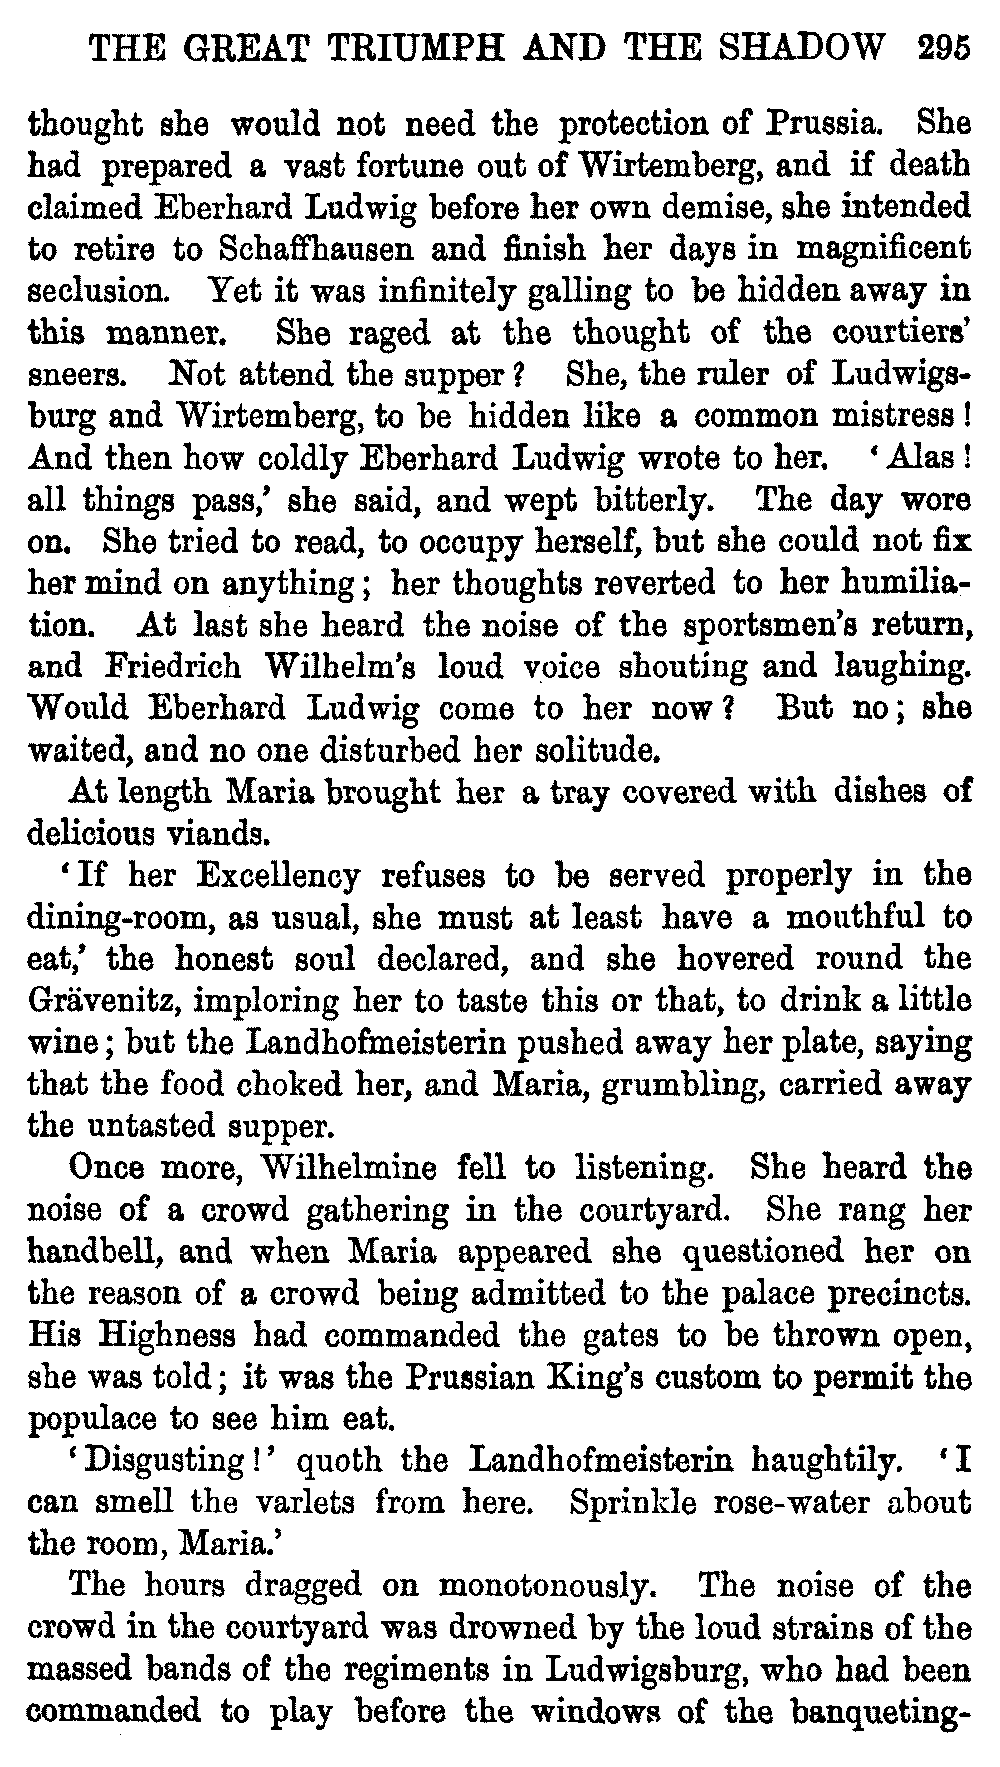 THE GREAT TRIUMPH AND THE SHADOW 295
thought she would not need the protection of Prussia. She
had prepared a vast fortune out of Wirtemberg, and if death
claimed Eberhard Ludwig before her own demise, she intended
to retire to Schaffhausen and finish her days in magnificent
seclusion. Yet it was infinitely galling to be hidden away in
this manner. She raged at the thought of the courtiers'
sneers. Not attend the supper? She, the ruler of Ludwigs-
burg and Wirtemberg, to be hidden like a common mistress!
And then how coldly Eberhard Ludwig wrote to her. 'Alas!
all things pass,' she said, and wept bitterly. The day wore
on. She tried to read, to occupy herself, but she could not fix
her mind on anything; her thoughts reverted to her humilia-
tion. At last she heard the noise of the sportsmen's return,
and Friedrich Wilhelm's loud voice shouting and laughing.
Would Eberhard Ludwig come to her now? But no; she
waited, and no one disturbed her solitude.
At length Maria brought her a tray covered with dishes of
delicious viands.
'If her Excellency refuses to be served properly in the
dining-room, as usual, she must at least have a mouthful to
eat,' the honest soul declared, and she hovered round the
Grävenitz, imploring her to taste this or that, to drink a little
wine; but the Landhofmeisterin pushed away her plate, saying
that the food choked her, and Maria, grumbling, carried away
the untasted supper.
Once more, Wilhelmine fell to listening. She heard the
noise of a crowd gathering in the courtyard. She rang her
handbell, and when Maria appeared she questioned her on
the reason of a crowd being admitted to the palace precincts.
His Highness had commanded the gates to be thrown open,
she was told; it was the Prussian King's custom to permit the
populace to see him eat.
'Disgusting!' quoth the Landhofmeisterin haughtily. 'I
can smell the varlets from here. Sprinkle rose-water about
the room, Maria.'
The hours dragged on monotonously. The noise of the
crowd in the courtyard was drowned by the loud strains of the
massed bands of the regiments in Ludwigsburg, who had been
commanded to play before the windows of the banqueting-